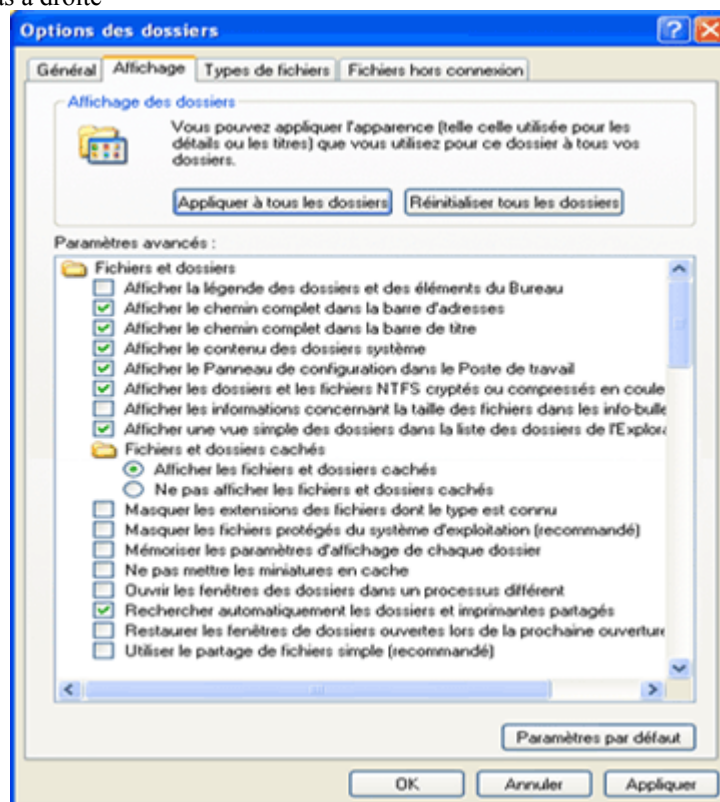 as à droite
Options des dossiers
Général Affichage Types de fichiers Fichiers hors connexion
Affichage des dossiers
Vous pouvez appliquer l'apparence (telle celle utilisée pour les
détails ou les titres) que vous utilisez pour ce dossier à tous vos
dossiers.
Appliquer à tous les dossiers Réinitialiser tous les dossiers
Paramètres avancés :
Fichiers et dossiers
Afficher la légende des dossiers et des éléments du Bureau
Afficher le chemin complet dans la barre d'adresses
Afficher le chemin complet dans la barre de titre
Afficher le contenu des dossiers système
Afficher le Panneau de configuration dans le Poste de travail
Afficher les dossiers et les fichiers NTFS cryptés ou compressés en coule
Afficher les informations concernant la taille des fichiers dans les info-bulle
Afficher une vue simple des dossiers dans la liste des dossiers de l'Explora
Fichiers et dossiers cachés
Afficher les fichiers et dossiers cachés
Ne pas afficher les fichiers et dossiers cachés
Masquer les extensions des fichiers dont le type est connu
Masquer les fichiers protégés du système d'exploitation (recommandé)
Mémoriser les paramètres d'affichage de chaque dossier
Ne pas mettre les miniatures en cache
Ouvrir les fenêtres des dossiers dans un processus différent
Rechercher automatiquement les dossiers et imprimantes partagés
Restaurer les fenêtres de dossiers ouvertes lors de la prochaine ouverture
Utiliser le partage de fichiers simple (recommandé)
Paramètres par défaut
OK Annuler Appliquer